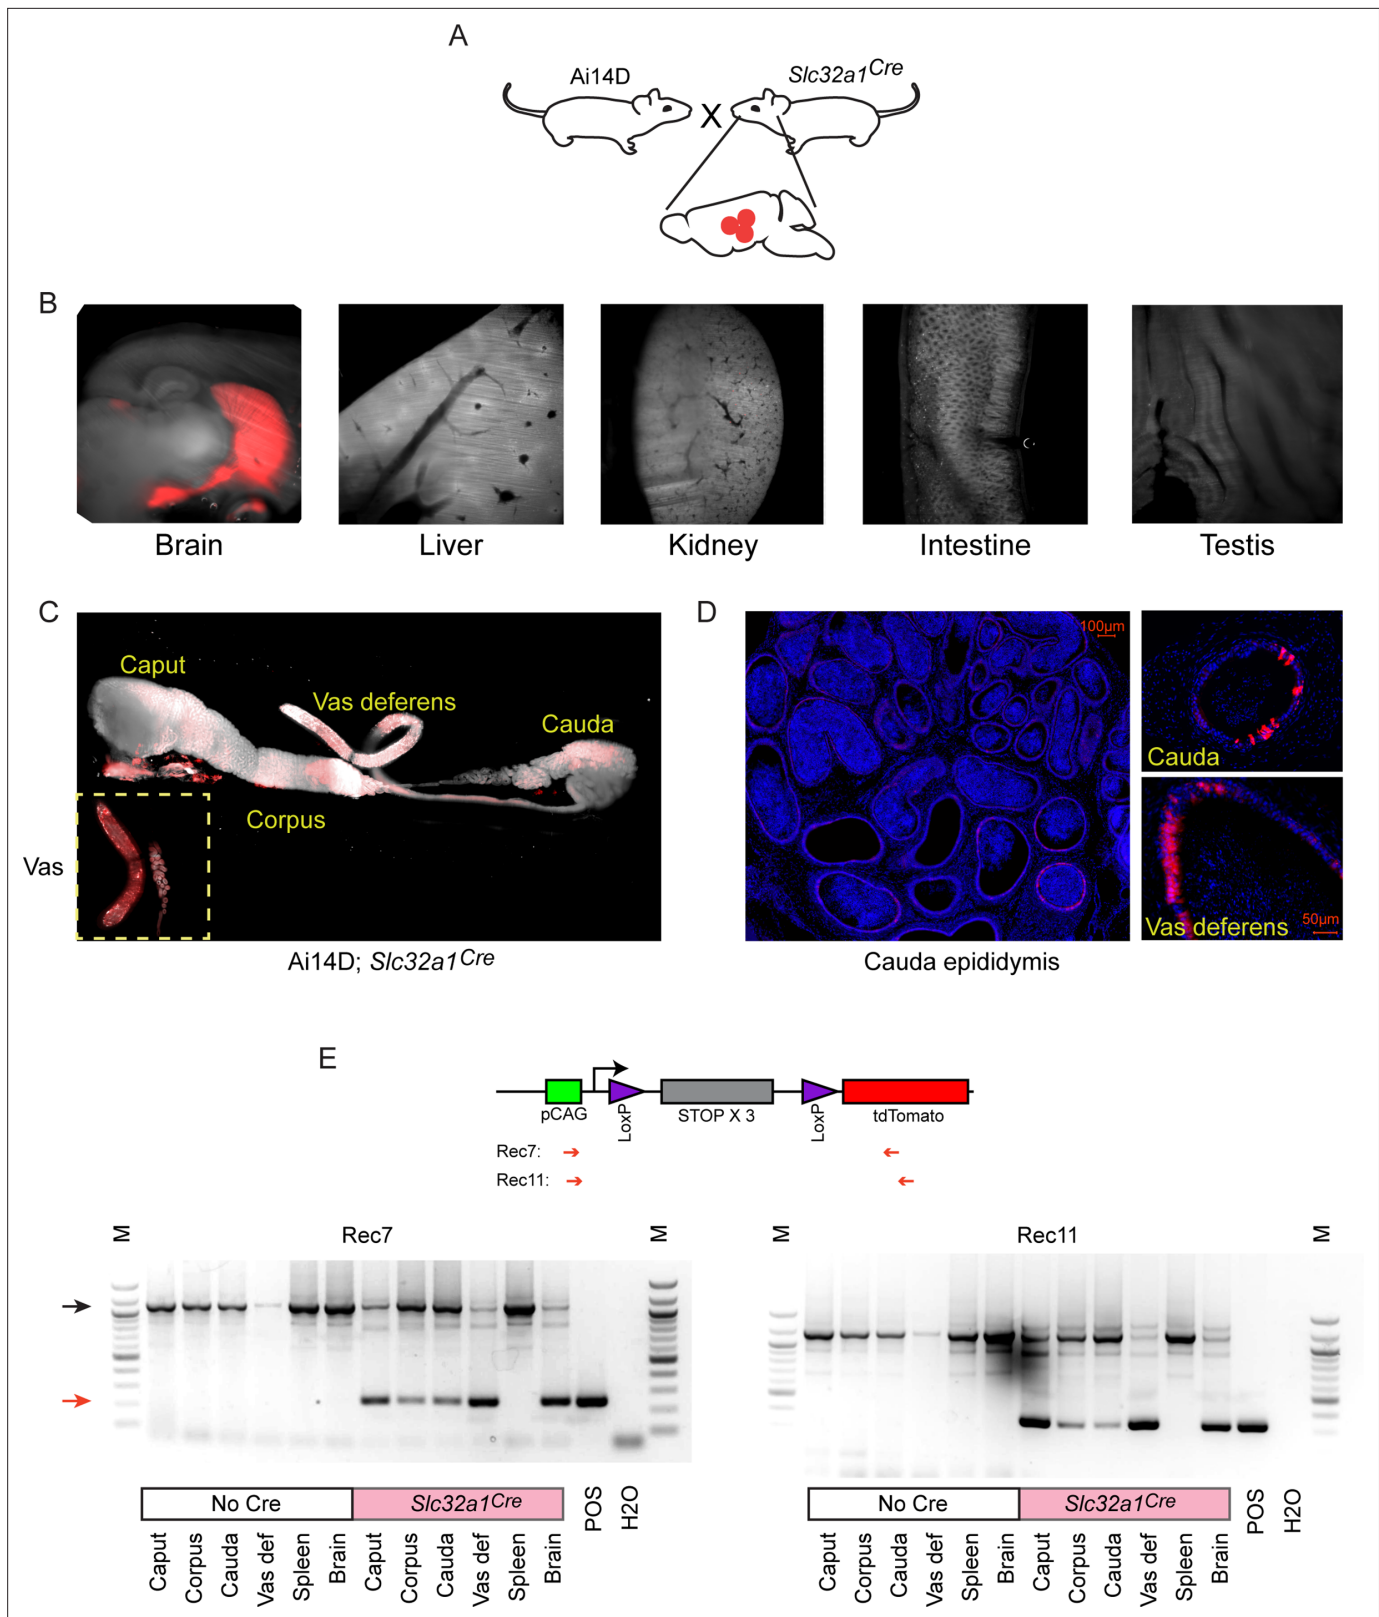 A
Ai14D
Slc32a1Cre
X
B
Brain
Liver
Kidney
Intestine
Testis
C
Caput
Vas deferens
Cauda
Corpus
Vas
Ai14D; Slc32a1Cre
D
100µm
Cauda
Vas deferens
50µm
Cauda epididymis
E
pCAG
LoxP
STOP X 3
LoxP
tdTomato
Rec7:
Rec11:
M
Rec7
M
M
Rec11
M
No Cre
Slc32a1Cre
POS
H2O
Caput
Corpus
Cauda
Vas def
Spleen
Brain
Caput
Corpus
Cauda
Vas def
Spleen
Brain
No Cre
Slc32a1Cre
POS
H2O
Caput
Corpus
Cauda
Vas def
Spleen
Brain
Caput
Corpus
Cauda
Vas def
Spleen
Brain